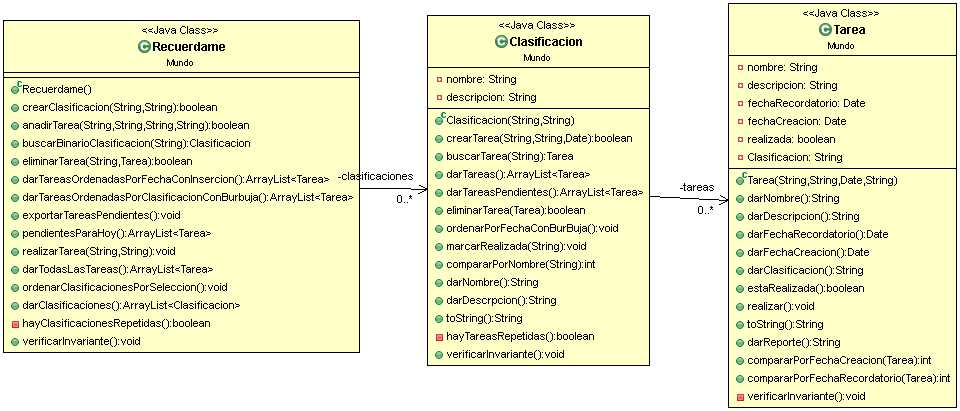 <<Java Class>>
Recuerdame
Mundo
Recuerdame()
crearClasificacion(String,String):boolean
anadirTarea(String,String,String,String):boolean
buscarBinarioClasificacion(String):Clasificacion
eliminarTarea(String,Tarea):boolean
darTareasOrdenadasPorFechaConInsercion():ArrayList<Tarea>
darTareasOrdenadasPorClasificacionConBurbuja():ArrayList<Tarea>
exportarTareasPendientes():void
pendientesParaHoy():ArrayList<Tarea>
realizarTarea(String,String):void
darTodasLasTareas():ArrayList<Tarea>
ordenarClasificacionesPorSeleccion():void
darClasificaciones():ArrayList<Clasificacion>
hayClasificacionesRepetidas():boolean
verificarInvariante():void
-clasificaciones
0..*
<<Java Class>>
Clasificacion
Mundo
nombre: String
descripcion: String
Clasificacion(String,String)
crearTarea(String,String,Date):boolean
buscarTarea(String):Tarea
darTareas():ArrayList<Tarea>
darTareasPendientes():ArrayList<Tarea>
eliminarTarea(Tarea):boolean
ordenarPorFechaConBurBuja():void
marcarRealizada(String):void
compararPorNombre(String):int
darNombre():String
darDescrpcion():String
toString():String
hayTareasRepetidas():boolean
verificarInvariante():void
-tareas
0..*
<<Java Class>>
Tarea
Mundo
nombre: String
descripcion: String
fechaRecordatorio: Date
fechaCreacion: Date
realizada: boolean
Clasificacion: String
Tarea(String,String,Date,String)
darNombre():String
darDescripcion():String
darFechaRecordatorio():Date
darFechaCreacion():Date
darClasificacion():String
estaRealizada():boolean
realizar():void
toString():String
darReporte():String
compararPorFechaCreacion(Tarea):int
compararPorFechaRecordatorio(Tarea):int
verificarInvariante():void